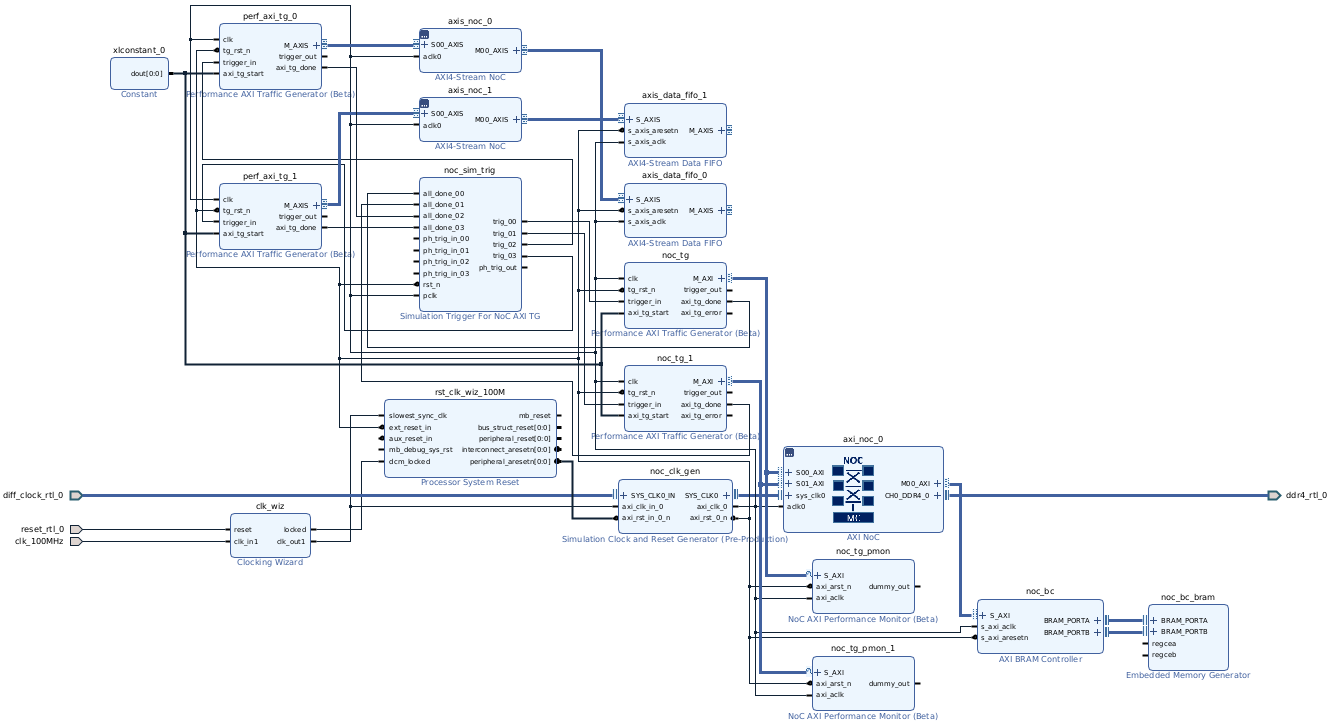 perf_axi_tg_0
clk
tg_rst_n
trigger_in
axi_tg_start
M_AXIS
trigger_out
axi_tg_done
Performance AXI Traffic Generator (Beta)
xlconstant_0
dout[0:0]
Constant
axis_noc_0
S00_AXIS
aclk0
M00_AXIS
AXI4-Stream NoC
axis_noc_1
S00_AXIS
aclk0
M00_AXIS
AXI4-Stream NoC
axis_data_fifo_1
S_AXIS
s_axis_aresetn
s_axis_aclk
M_AXIS
AXI4-Stream Data FIFO
perf_axi_tg_1
clk
tg_rst_n
trigger_in
axi_tg_start
M_AXIS
trigger_out
axi_tg_done
Performance AXI Traffic Generator (Beta)
noc_sim_trig
all_done_00
all_done_01
all_done_02
all_done_03
ph_trig_in_00
ph_trig_in_01
ph_trig_in_02
ph_trig_in_03
rst_n
pclk
trig_00
trig_01
trig_02
trig_03
ph_trig_out
Simulation Trigger For NoC AXI TG
axis_data_fifo_0
S_AXIS
s_axis_aresetn
s_axis_aclk
M_AXIS
AXI4-Stream Data FIFO
noc_tg
clk
tg_rst_n
trigger_in
axi_tg_start
M_AXI
trigger_out
axi_tg_done
axi_tg_error
Performance AXI Traffic Generator (Beta)
noc_tg_1
clk
tg_rst_n
trigger_in
axi_tg_start
M_AXI
trigger_out
axi_tg_done
axi_tg_error
Performance AXI Traffic Generator (Beta)
rst_clk_wiz_100M
slowest_sync_clk
ext_reset_in
aux_reset_in
mb_debug_sys_rst
dcm_locked
mb_reset
bus_struct_reset[0:0]
peripheral_reset[0:0]
interconnect_aresetn[0:0]
peripheral_aresetn[0:0]
Processor System Reset
noc_clk_gen
SYS_CLK0_IN
axi_clk_in_0
axi_rst_in_0_n
SYS_CLK0
axi_clk_0
axi_rst_0_n
Simulation Clock and Reset Generator (Pre-Production)
axi_noc_0
NOC
S00_AXI
S01_AXI
sys_clk0
aclk0
M00_AXI
CH0_DDR4_0
MC
AXI NoC
diff_clock_rtl_0
reset_rtl_0
clk_100MHz
ddr4_rtl_0
clk_wiz
reset
clk_in1
locked
clk_out1
Clocking Wizard
noc_tg_pmon
S_AXI
axi_arst_n
axi_aclk
dummy_out
NoC AXI Performance Monitor (Beta)
noc_bc
S_AXI
s_axi_aclk
s_axi_aresetn
BRAM_PORTA
BRAM_PORTB
AXI BRAM Controller
noc_bc_bram
BRAM_PORTA
BRAM_PORTB
regcea
regceb
Embedded Memory Generator
noc_tg_pmon_1
S_AXI
axi_arst_n
axi_aclk
dummy_out
NoC AXI Performance Monitor (Beta)